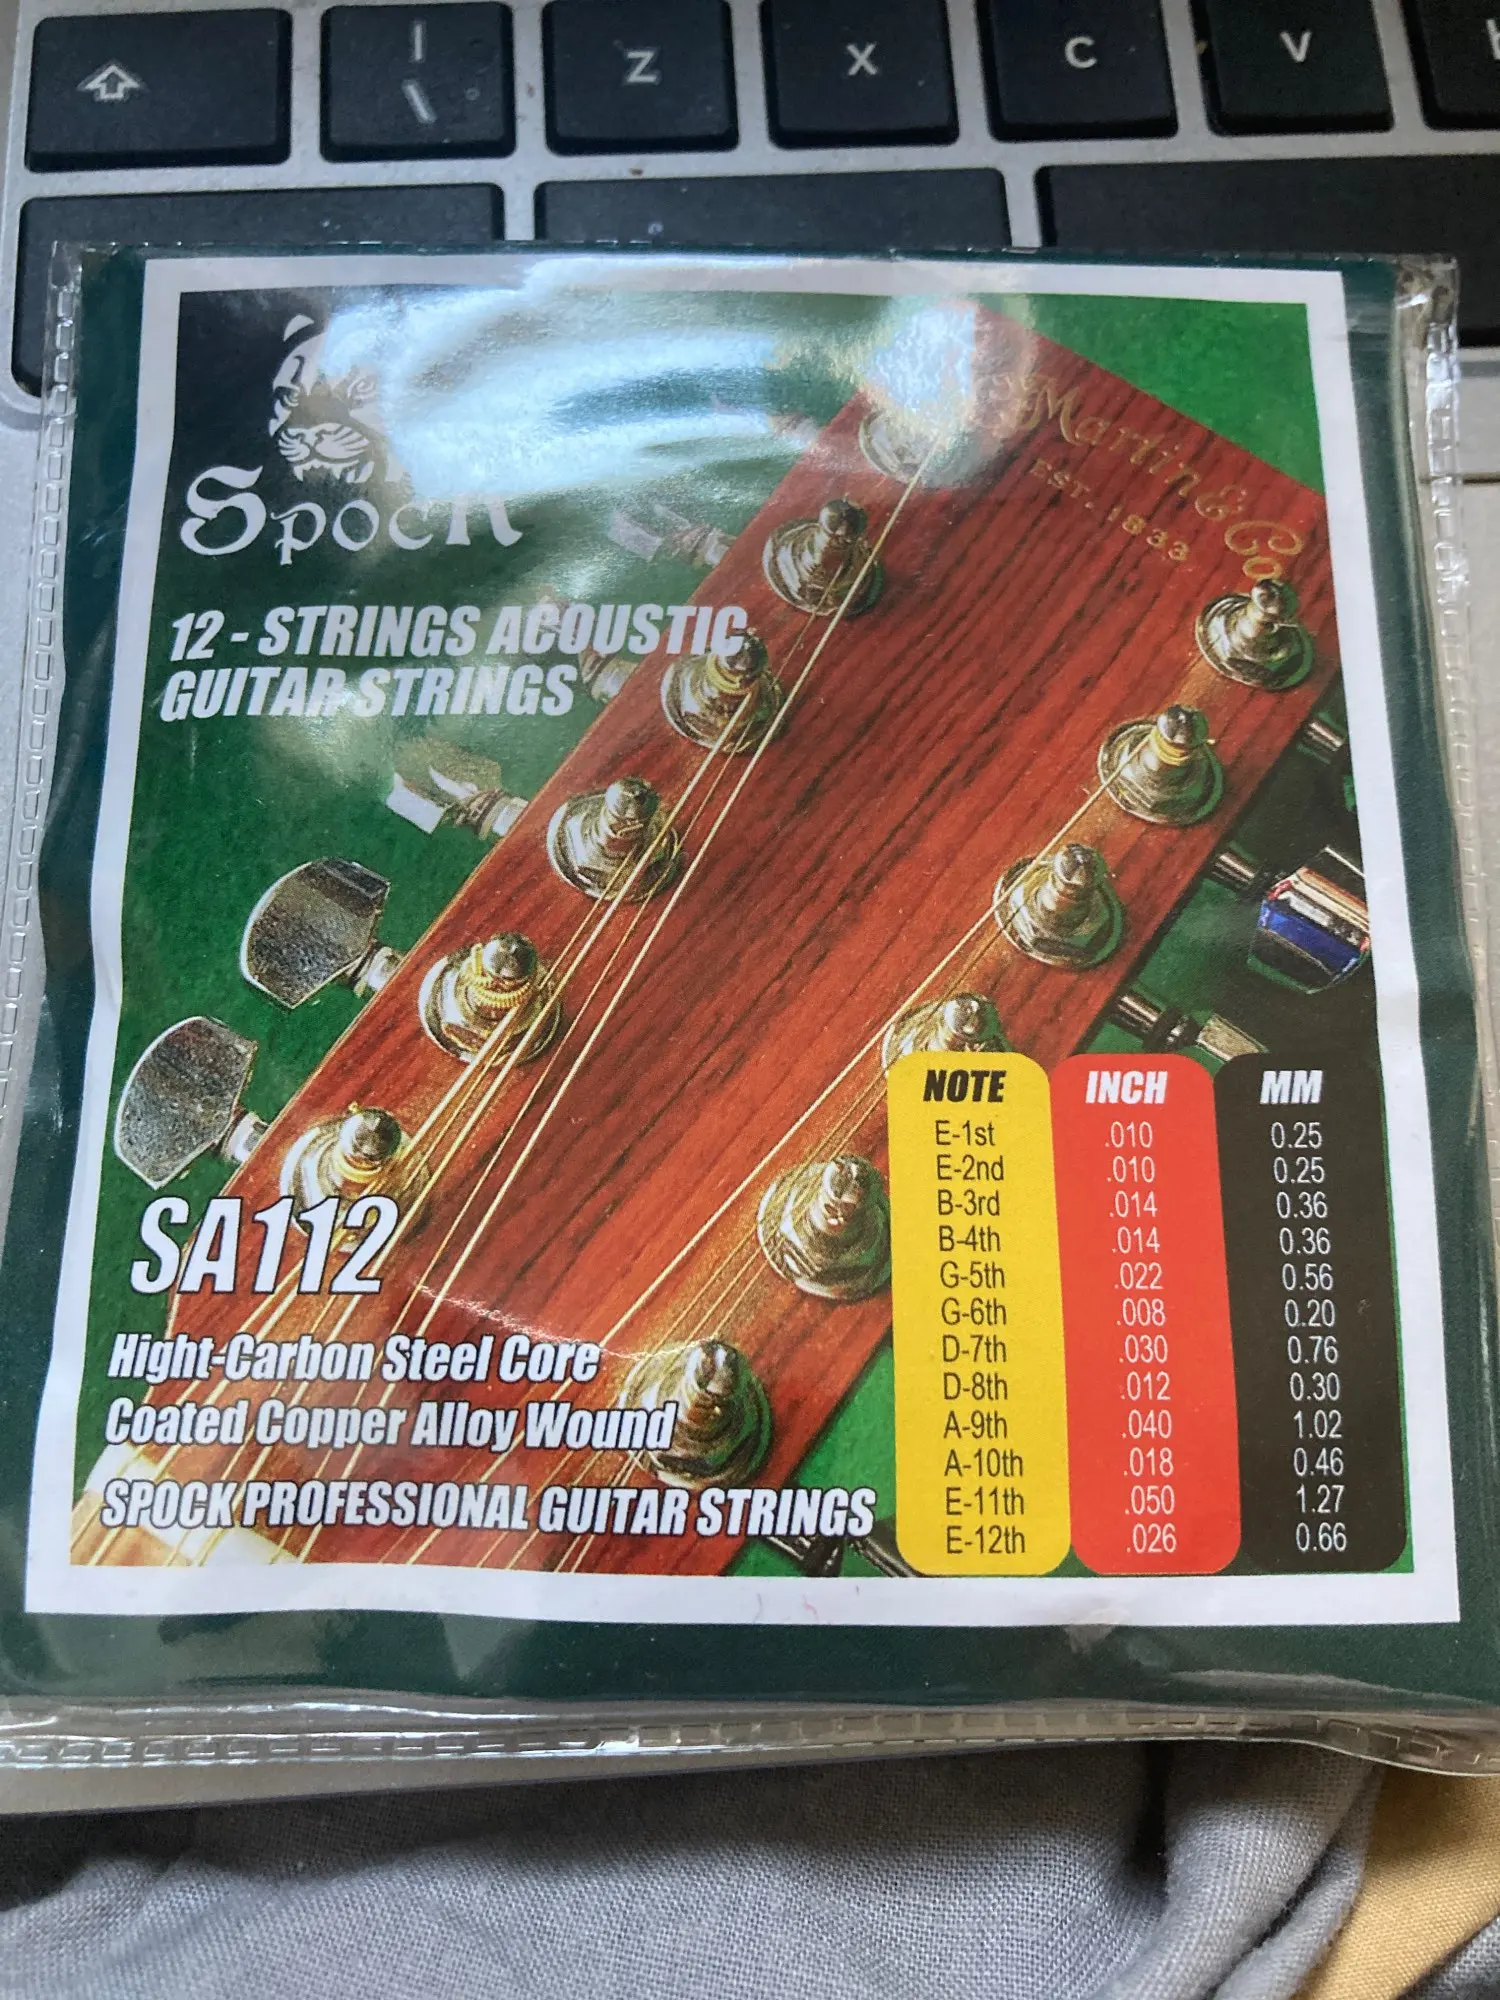 |
\
Z
X
C
V
Spock
Martin & Co
EST. 1833
12 - STRINGS ACOUSTIC
GUITAR STRINGS
SA112
Hight-Carbon Steel Core
Coated Copper Alloy Wound
SPOCK PROFESSIONAL GUITAR STRINGS
NOTE INCH MM
E-1st .010 0.25
E-2nd .010 0.25
B-3rd .014 0.36
B-4th .014 0.36
G-5th .022 0.56
G-6th .008 0.20
D-7th .030 0.76
D-8th .012 0.30
A-9th .040 1.02
A-10th .018 0.46
E-11th .050 1.27
E-12th .026 0.66